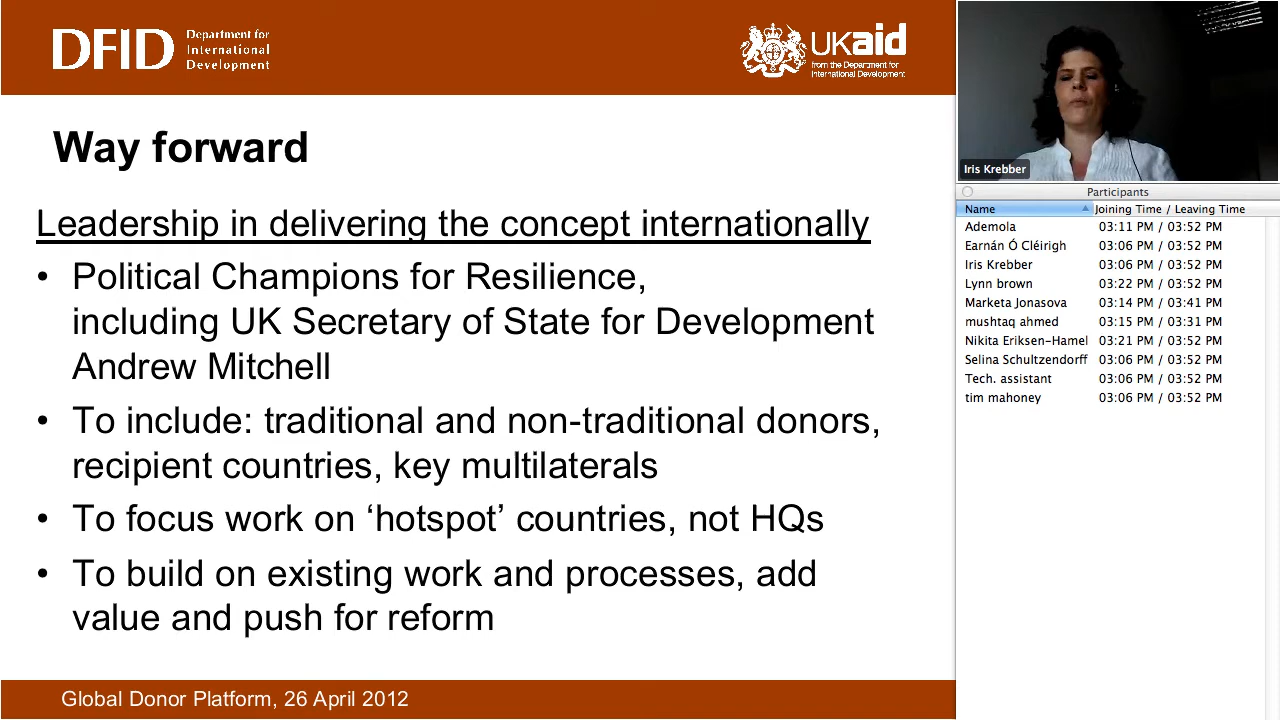 DFID
Department for
International
Development
UKaid
from the Department for
International Development
Way forward
Leadership in delivering the concept internationally
• Political Champions for Resilience,
including UK Secretary of State for Development
Andrew Mitchell
• To include: traditional and non-traditional donors,
recipient countries, key multilaterals
• To focus work on ‘hotspot’ countries, not HQs
• To build on existing work and processes, add
value and push for reform
Global Donor Platform, 26 April 2012
Iris Krebber
Participants
Name Joining Time / Leaving Time
Ademola 03:11 PM / 03:52 PM
Earnán Ó Cléirigh 03:06 PM / 03:52 PM
Iris Krebber 03:06 PM / 03:52 PM
Lynn brown 03:22 PM / 03:52 PM
Marketa Jonasova 03:14 PM / 03:41 PM
mushtaq ahmed 03:15 PM / 03:31 PM
Nikita Eriksen-Hamel 03:21 PM / 03:52 PM
Selina Schultzendorff 03:06 PM / 03:52 PM
Tech. assistant 03:06 PM / 03:52 PM
tim mahoney 03:06 PM / 03:52 PM